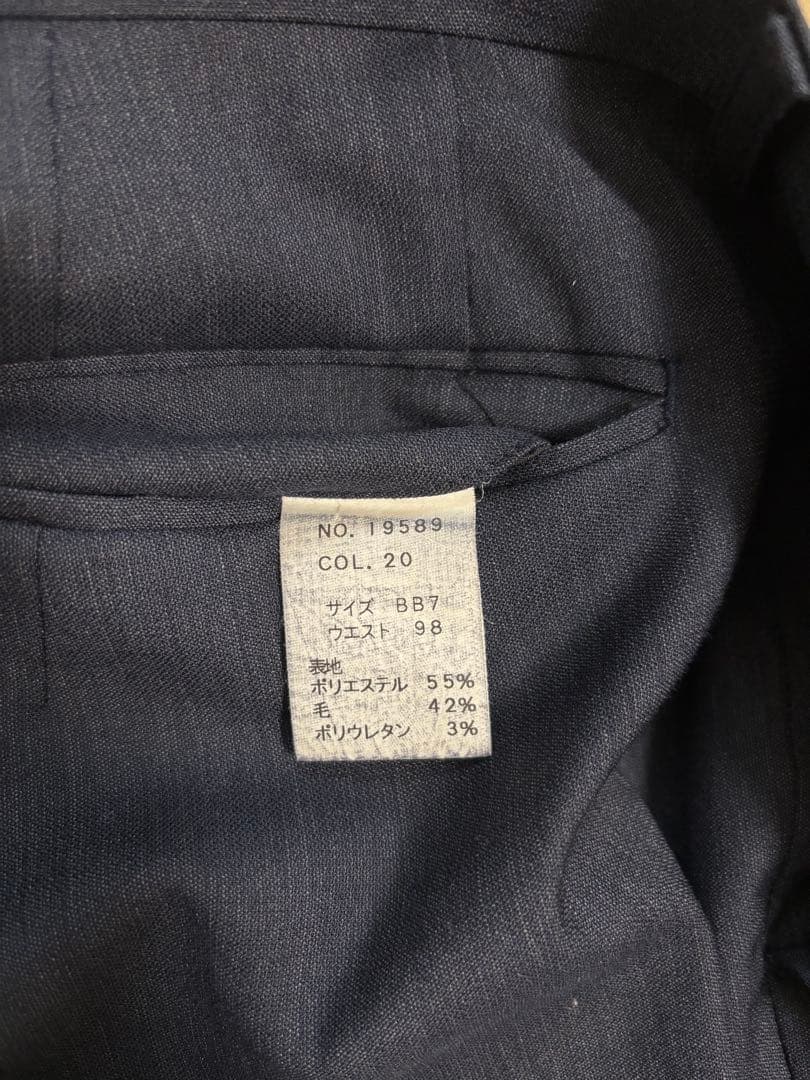 NO. 19589
COL. 20
サイズ BB7
ウエスト 98
表地
ポリエステル 55%
毛 42%
ポリウレタン 3%